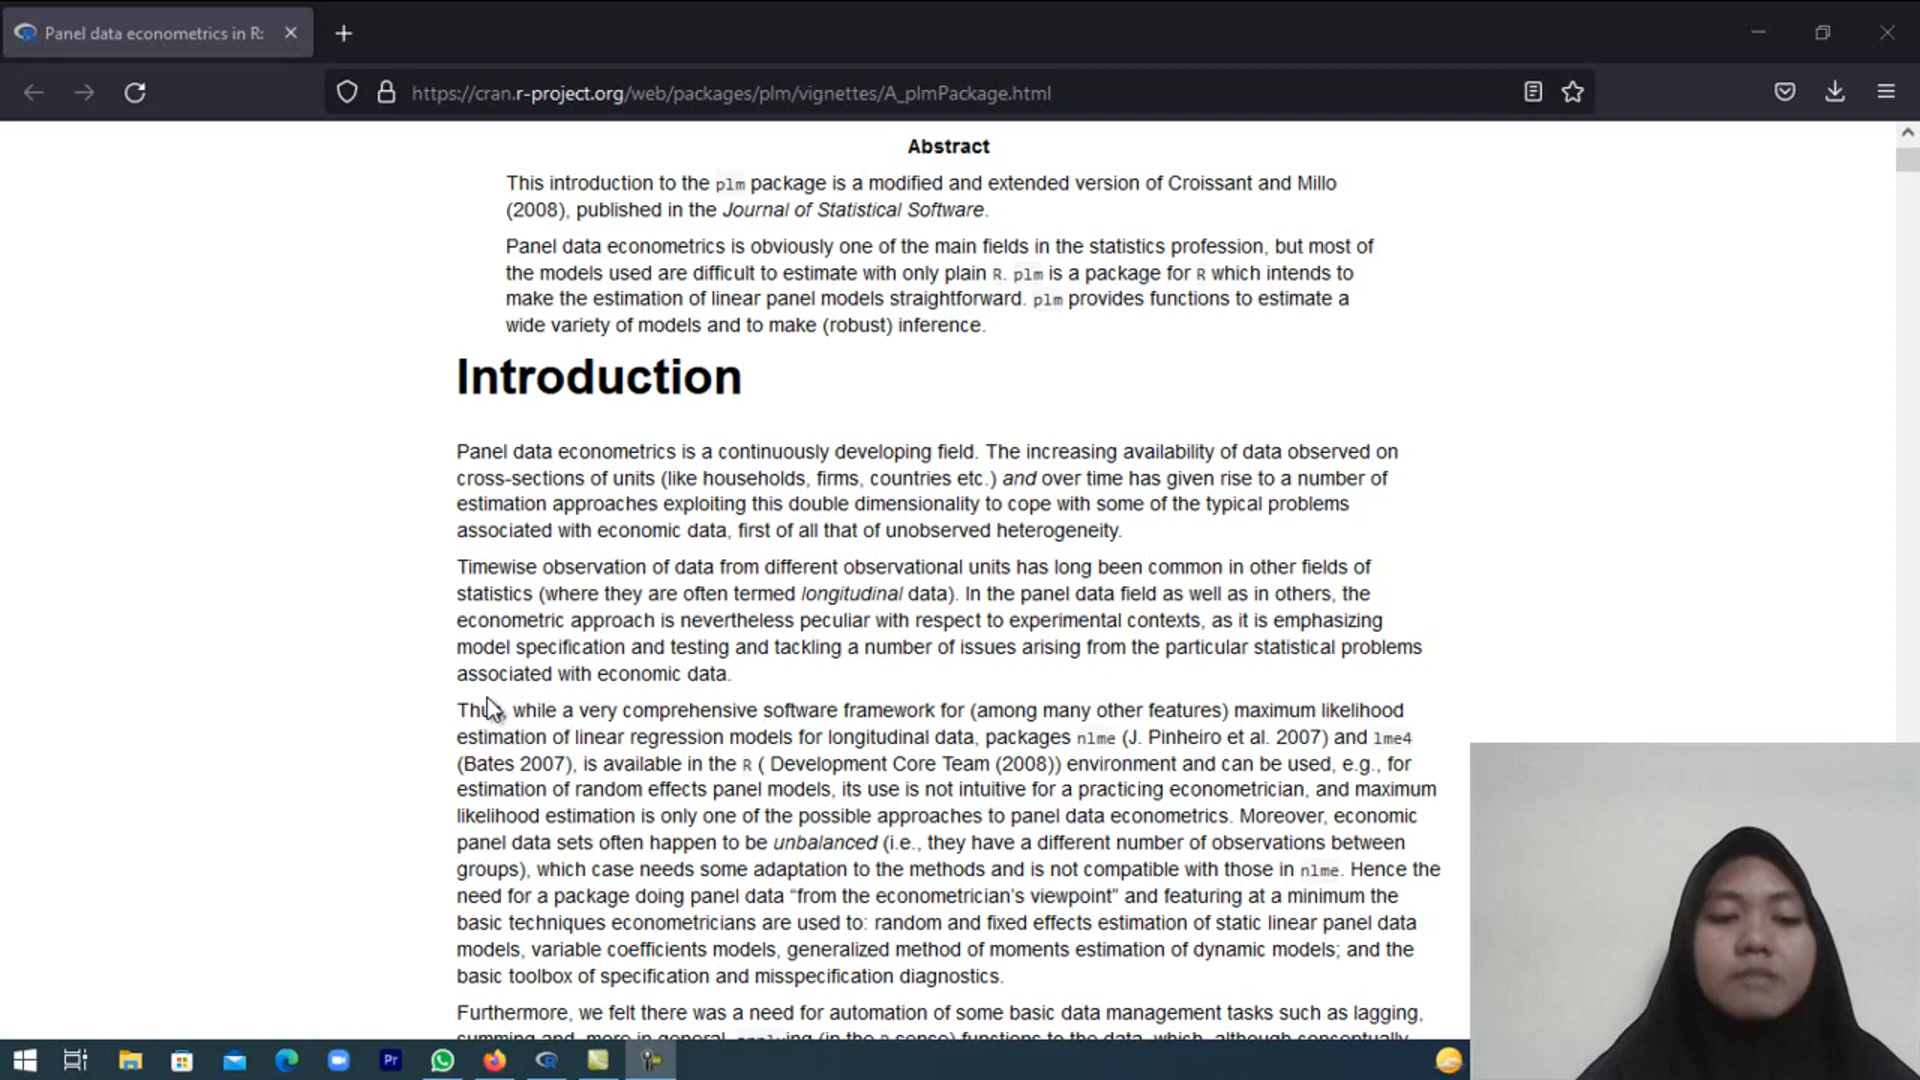 Panel data econometrics in R:
https://cran.r-project.org/web/packages/plm/vignettes/A_plmPackage.html
Abstract
This introduction to the plm package is a modified and extended version of Croissant and Millo
(2008), published in the Journal of Statistical Software.
Panel data econometrics is obviously one of the main fields in the statistics profession, but most of
the models used are difficult to estimate with only plain R. plm is a package for R which intends to
make the estimation of linear panel models straightforward. plm provides functions to estimate a
wide variety of models and to make (robust) inference.
Introduction
Panel data econometrics is a continuously developing field. The increasing availability of data observed on
cross-sections of units (like households, firms, countries etc.) and over time has given rise to a number of
estimation approaches exploiting this double dimensionality to cope with some of the typical problems
associated with economic data, first of all that of unobserved heterogeneity.
Timewise observation of data from different observational units has long been common in other fields of
statistics (where they are often termed longitudinal data). In the panel data field as well as in others, the
econometric approach is nevertheless peculiar with respect to experimental contexts, as it is emphasizing
model specification and testing and tackling a number of issues arising from the particular statistical problems
associated with economic data.
while a very comprehensive software framework for (among many other features) maximum likelihood
estimation of linear regression models for longitudinal data, packages nlme (J. Pinheiro et al. 2007) and lme4
(Bates 2007), is available in the R ( Development Core Team (2008)) environment and can be used, e.g., for
estimation of random effects panel models, its use is not intuitive for a practicing econometrician, and maximum
likelihood estimation is only one of the possible approaches to panel data econometrics. Moreover, economic
panel data sets often happen to be unbalanced (i.e., they have a different number of observations between
groups), which case needs some adaptation to the methods and is not compatible with those in nlme. Hence the
need for a package doing panel data “from the econometrician’s viewpoint” and featuring at a minimum the
basic techniques econometricians are used to: random and fixed effects estimation of static linear panel data
models, variable coefficients models, generalized method of moments estimation of dynamic models; and the
basic toolbox of specification and misspecification diagnostics.
Furthermore, we felt there was a need for automation of some basic data management tasks such as lagging,
summing and, more in general, applying (in the R sense) functions to the data, which, although conceptually
Pr